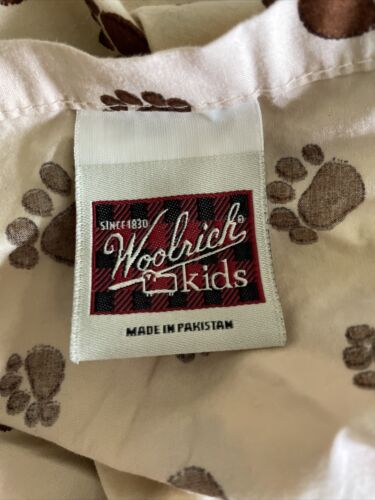 SINCE 1830
Woolrich®
kids
MADE IN PAKISTAN